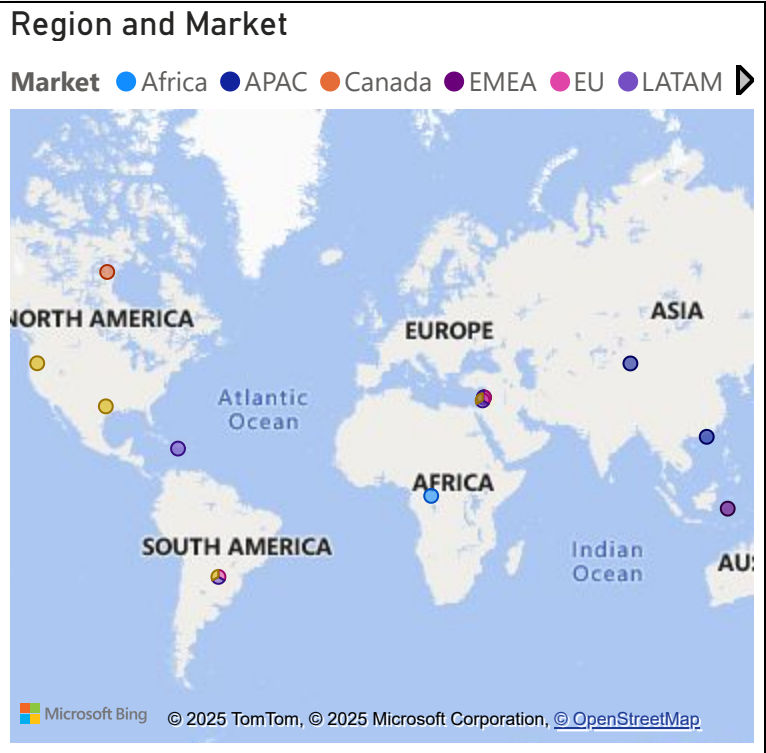 Region and Market
Market Africa APAC Canada EMEA EU LATAM
NORTH AMERICA
EUROPE
ASIA
Atlantic
Ocean
AFRICA
SOUTH AMERICA
Indian
Ocean
AUS
Microsoft Bing
© 2025 TomTom, © 2025 Microsoft Corporation, © OpenStreetMap